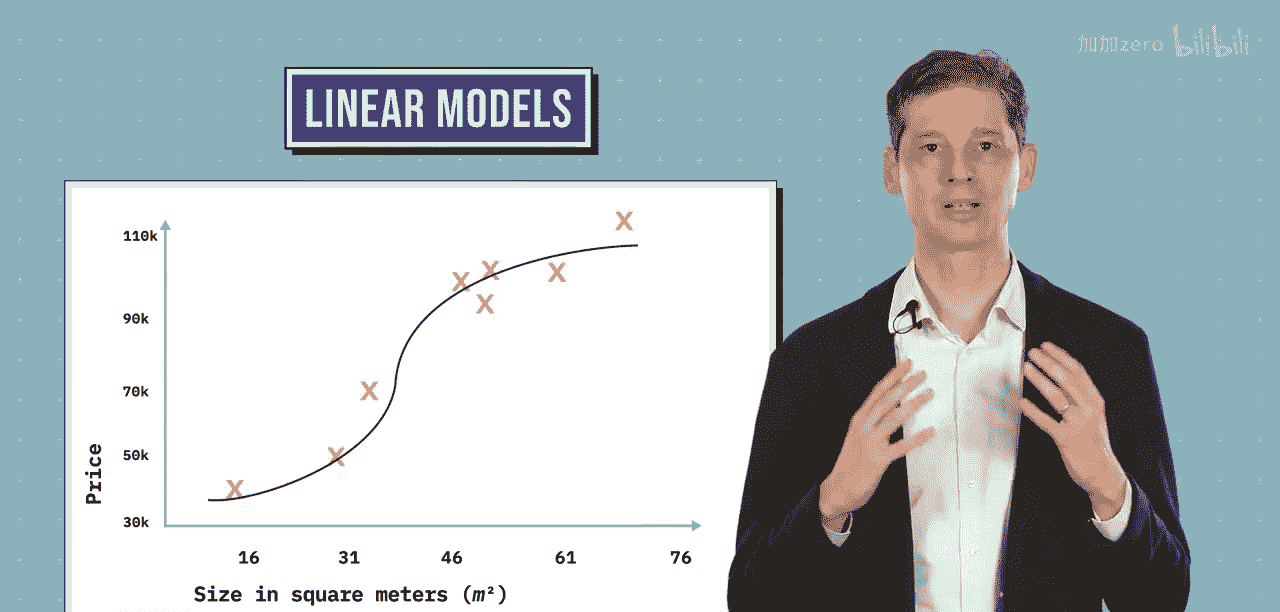 加加zero bilibili
LINEAR MODELS
110k
90k
70k
50k
30k
Price
16 31 46 61 76
Size in square meters (m²)